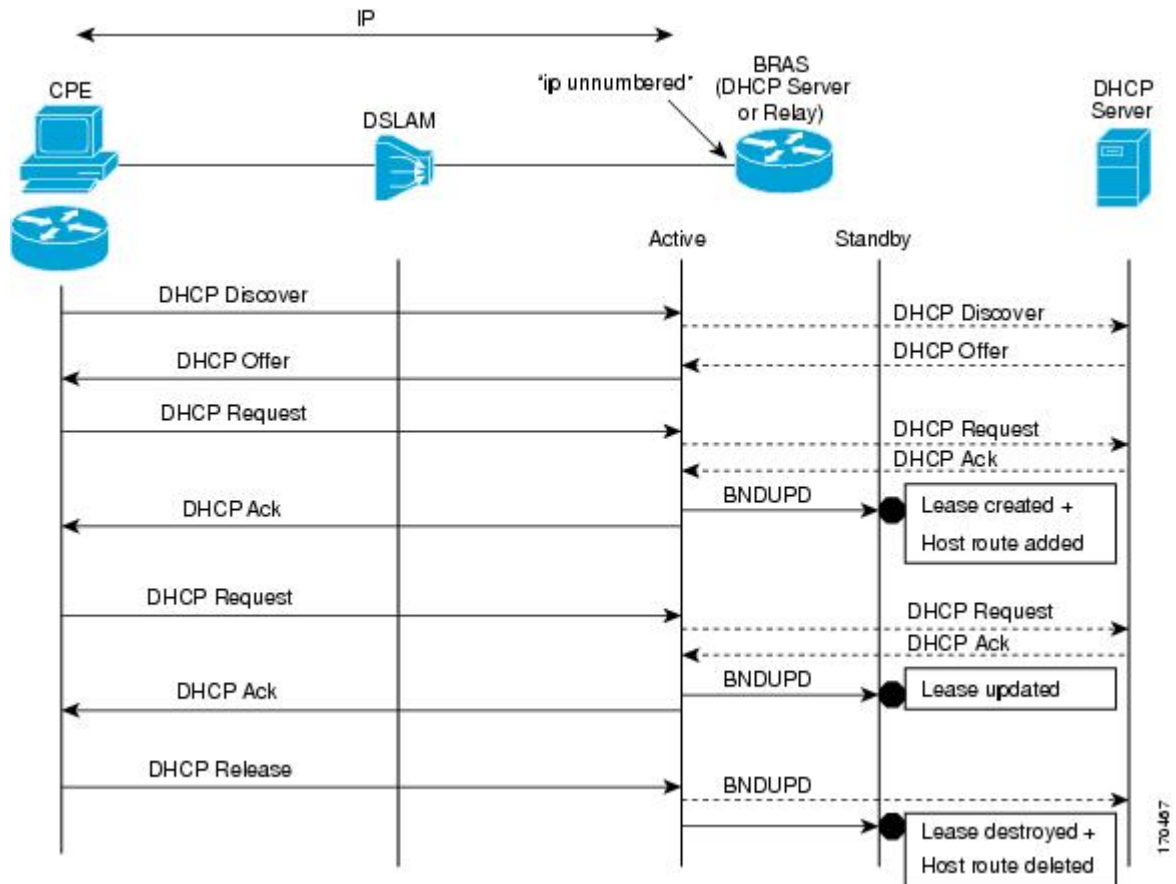 IP
"ip unnumbered"
BRAS
(DHCP Server
or Relay)
CPE
DSLAM
DHCP
Server
Active
Standby
DHCP Discover
DHCP Discover
DHCP Offer
DHCP Offer
DHCP Request
DHCP Request
DHCP Ack
DHCP Ack
BNDUPD
Lease created +
Host route added
DHCP Request
DHCP Request
DHCP Ack
DHCP Ack
BNDUPD
Lease updated
DHCP Release
BNDUPD
Lease destroyed +
Host route deleted
170467